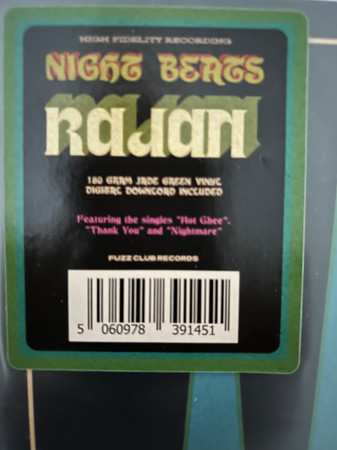 HIGH FIDELITY RECORDING
NIGHT BEATS
RAJAN
180 GRAM JADE GREEN VINYL
DIGITAL DOWNLOAD INCLUDED
Featuring the singles "Hot Ghee",
"Thank You" and "Nightmare"
FUZZ CLUB RECORDS
5 060978 391451